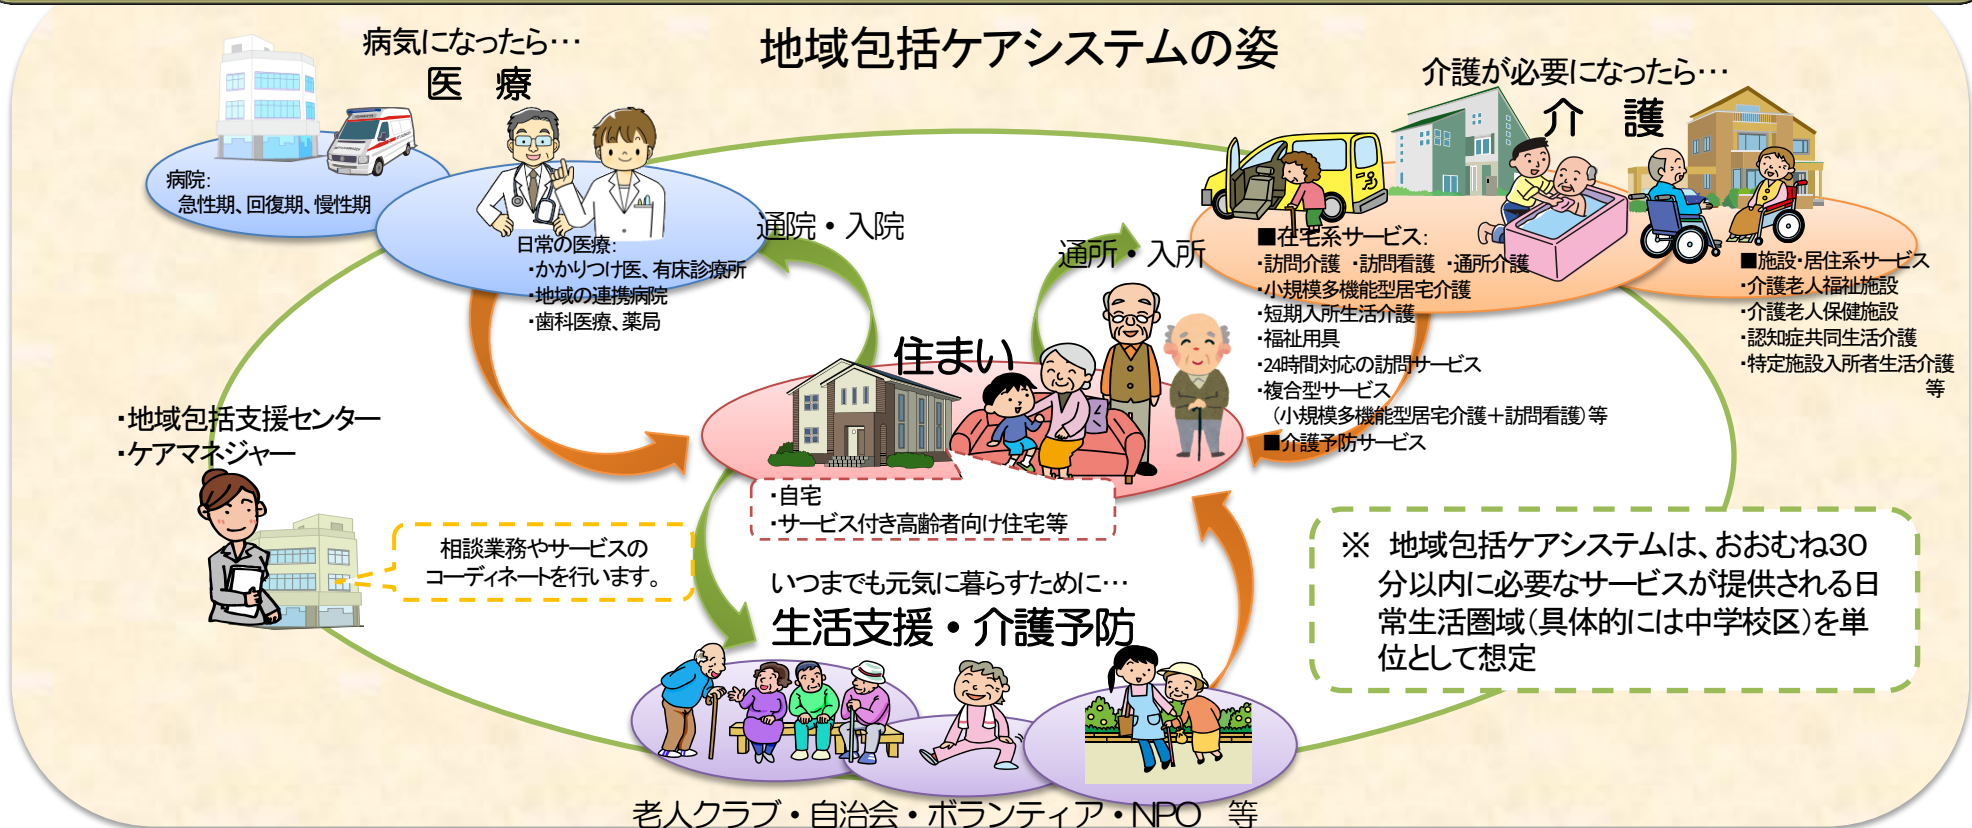 地域包括ケアシステムの姿
病気になったら…
医 療
病院:
急性期、回復期、慢性期
日常の医療:
・かかりつけ医、有床診療所
・地域の連携病院
・歯科医療、薬局
通院・入院
通所・入所
介護が必要になったら…
介 護
■在宅系サービス:
・訪問介護 ・訪問看護 ・通所介護
・小規模多機能型居宅介護
・短期入所生活介護
・福祉用具
・24時間対応の訪問サービス
・複合型サービス
(小規模多機能型居宅介護+訪問看護)等
■介護予防サービス
■施設・居住系サービス
・介護老人福祉施設
・介護老人保健施設
・認知症共同生活介護
・特定施設入所者生活介護
等
住まい
・自宅
・サービス付き高齢者向け住宅等
・地域包括支援センター
・ケアマネジャー
相談業務やサービスの
コーディネートを行います。
いつまでも元気に暮らすために…
生活支援・介護予防
老人クラブ・自治会・ボランティア・NPO 等
※ 地域包括ケアシステムは、おおむね30
分以内に必要なサービスが提供される日
常生活圏域(具体的には中学校区)を単
位として想定